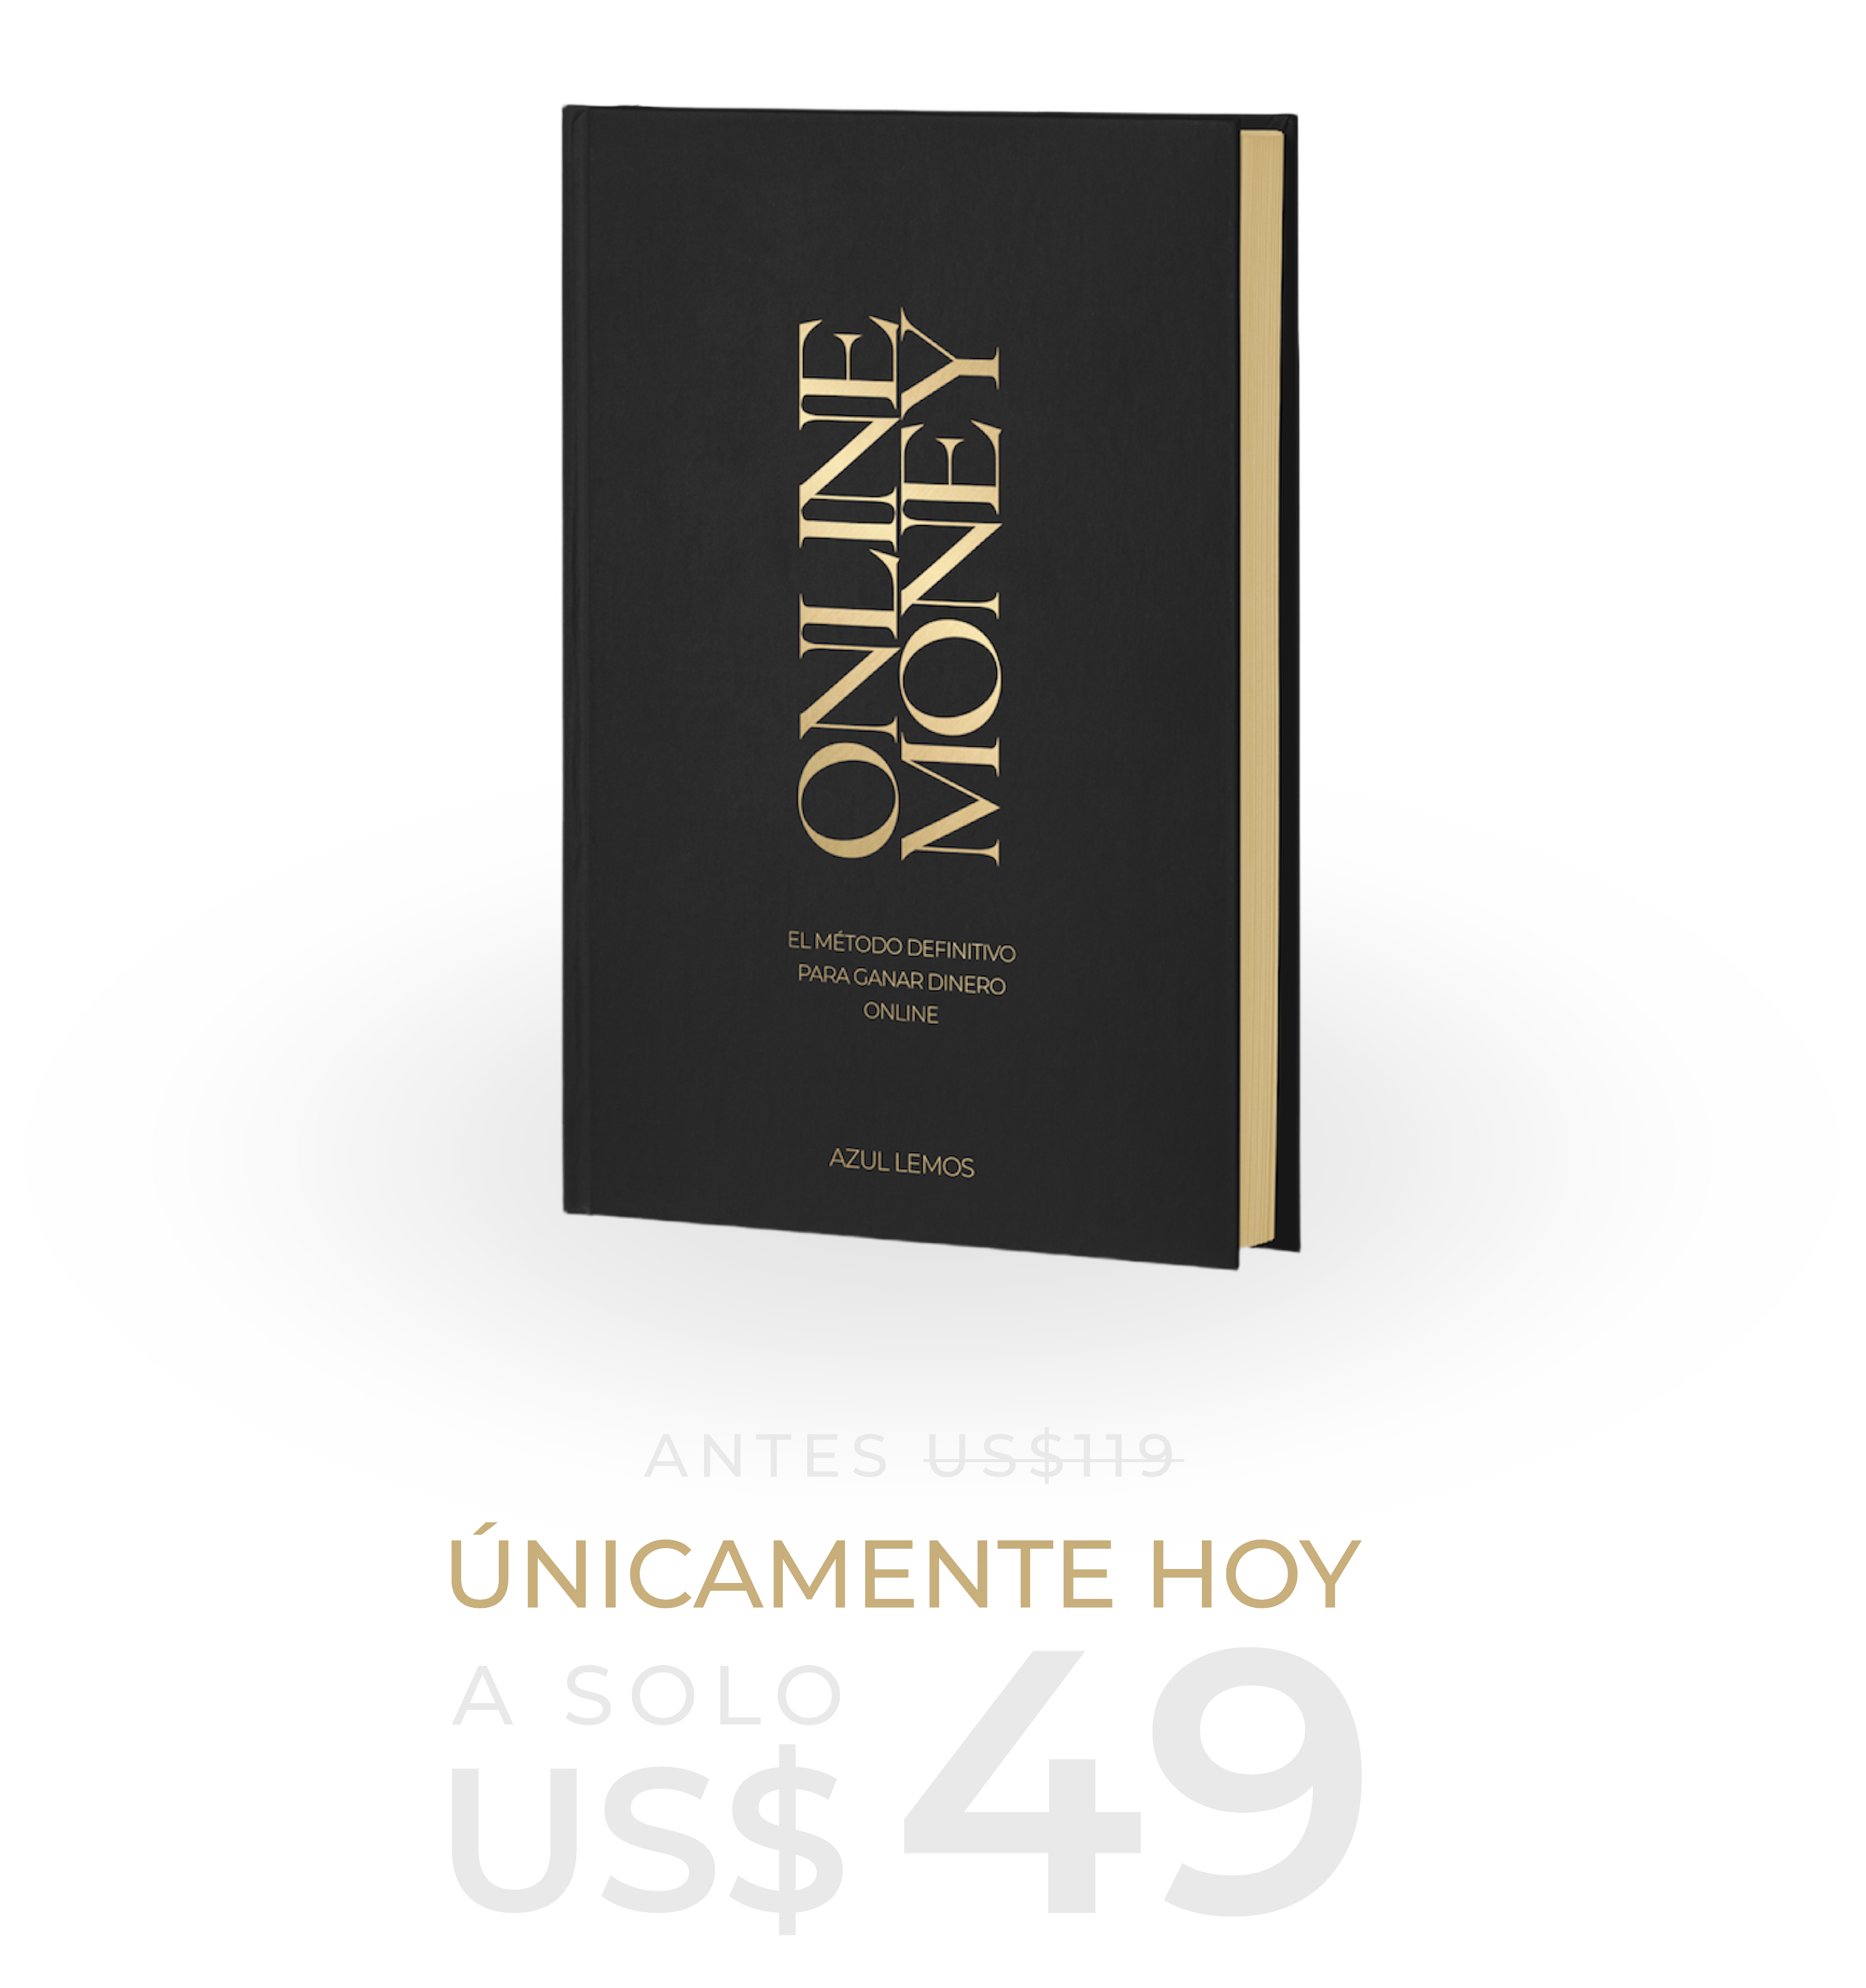 ONLINE
MONEY
EL MÉTODO DEFINITIVO
PARA GANAR DINERO
ONLINE
AZUL LEMOS
ANTES US$119
ÚNICAMENTE HOY
A SOLO
US$ 49